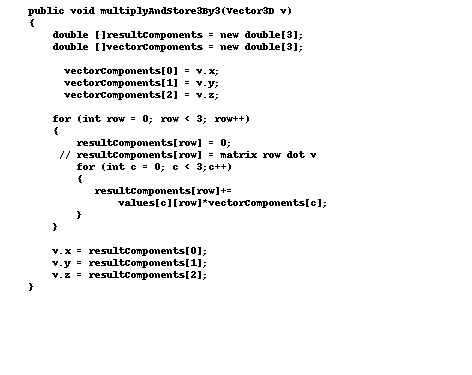 public void multiplyAndStore3By3(Vector3D v)
{
double []resultComponents = new double[3];
double []vectorComponents = new double[3];
vectorComponents[0] = v.x;
vectorComponents[1] = v.y;
vectorComponents[2] = v.z;
for (int row = 0; row < 3; row++)
{
resultComponents[row] = 0;
// resultComponents[row] = matrix row dot v
for (int c = 0; c < 3;c++)
{
resultComponents[row]+=
values[c][row]*vectorComponents[c];
}
}
v.x = resultComponents[0];
v.y = resultComponents[1];
v.z = resultComponents[2];
}